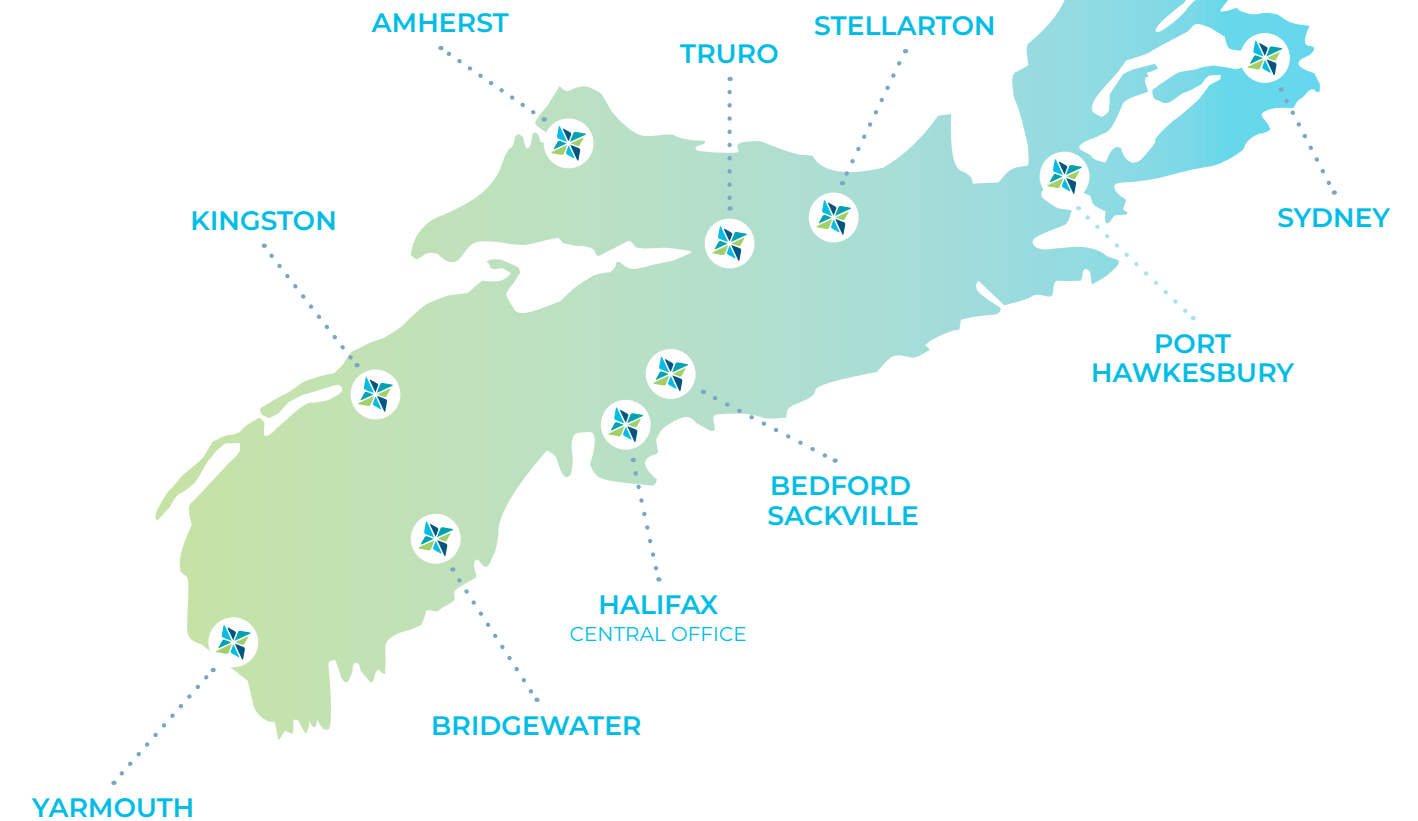 AMHERST
STELLARTON
TRURO
KINGSTON
SYDNEY
PORT
HAWKESBURY
BEDFORD
SACKVILLE
HALIFAX
CENTRAL OFFICE
BRIDGEWATER
YARMOUTH